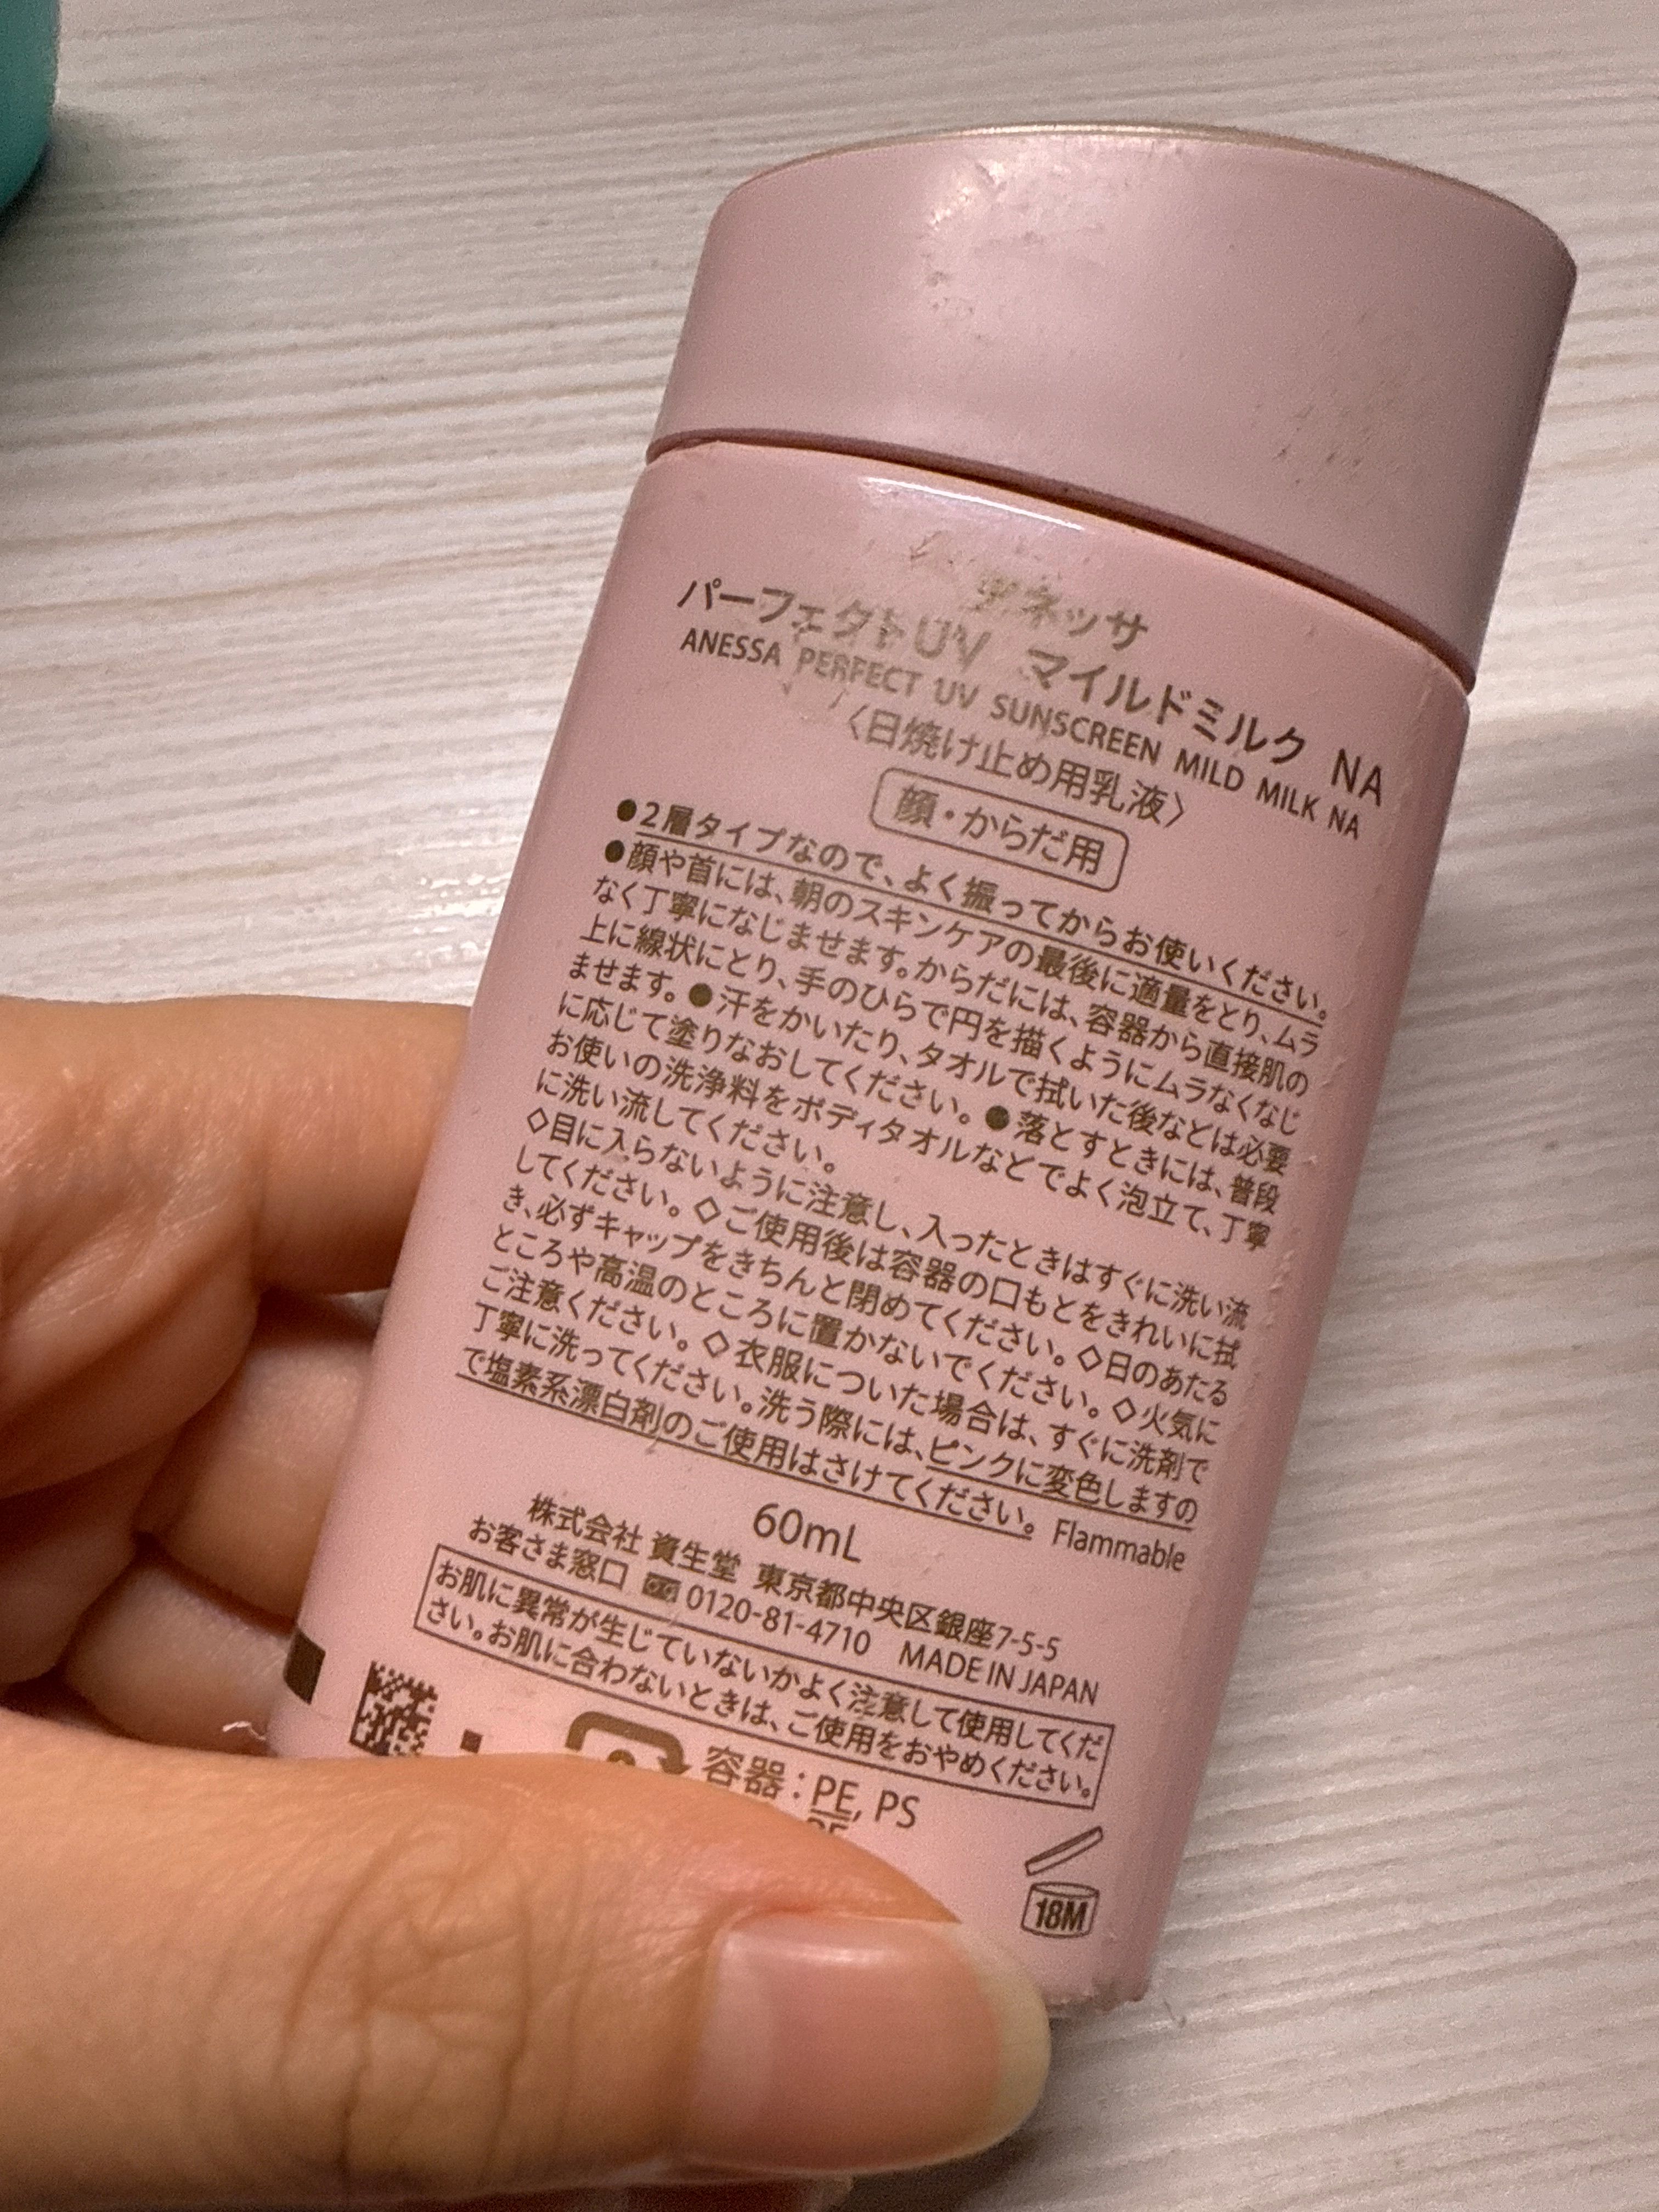 アネッサ
パーフェクトUV マイルドミルク NA
ANESSA PERFECT UV SUNSCREEN MILD MILK NA
〈日焼け止め用乳液〉
顔・からだ用
●2層タイプなので、よく振ってからお使いください。
●顔や首には、朝のスキンケアの最後に適量をとり、ムラ
なく丁寧になじませます。からだには、容器から直接肌の
上に線状にとり、手のひらで円を描くようにムラなくなじ
ませます。●汗をかいたり、タオルで拭いた後などは必要
に応じて塗りなおしてください。●落とすときには、普段
お使いの洗浄料をボディタオルなどでよく泡立て、丁寧
に洗い流してください。
◇目に入らないように注意し、入ったときはすぐに洗い流
してください。◇ご使用後は容器の口もとをきれいに拭
き、必ずキャップをきちんと閉めてください。◇日のあたる
ところや高温のところに置かないでください。◇火気に
ご注意ください。◇衣服についた場合は、すぐに洗剤で
丁寧に洗ってください。洗う際には、ピンクに変色しますの
で塩素系漂白剤のご使用はさけてください。 Flammable
60mL
株式会社 資生堂 東京都中央区銀座7-5-5
お客さま窓口 0120-81-4710 MADE IN JAPAN
お肌に異常が生じていないかよく注意して使用してくだ
さい。お肌に合わないときは、ご使用をおやめください。
容器：PE, PS
18M